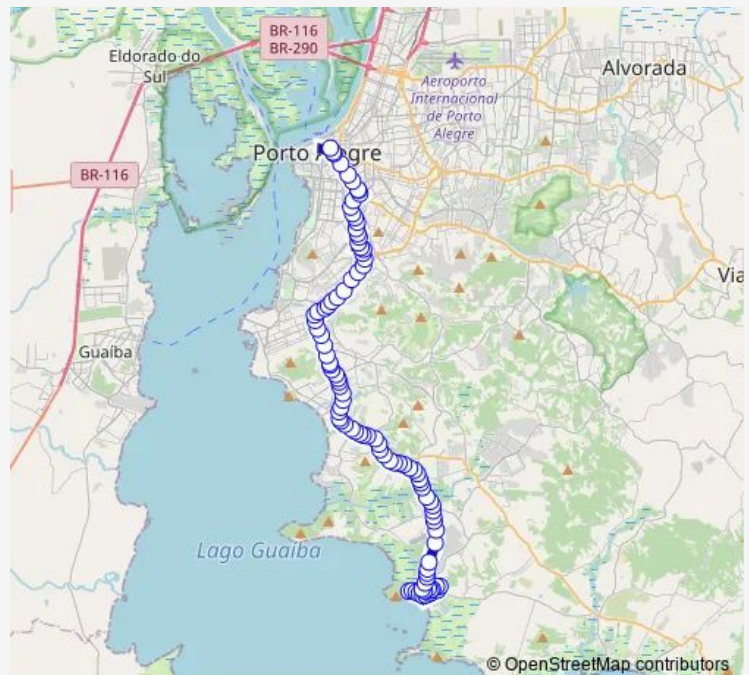 BR-116
BR-290
Eldorado do
Sul
Alvorada
Aeroporto
Internacional
de Porto
Alegre
Porto Alegre
BR-116
Via
Guaíba
Lago Guaíba
© OpenStreetMap contributors